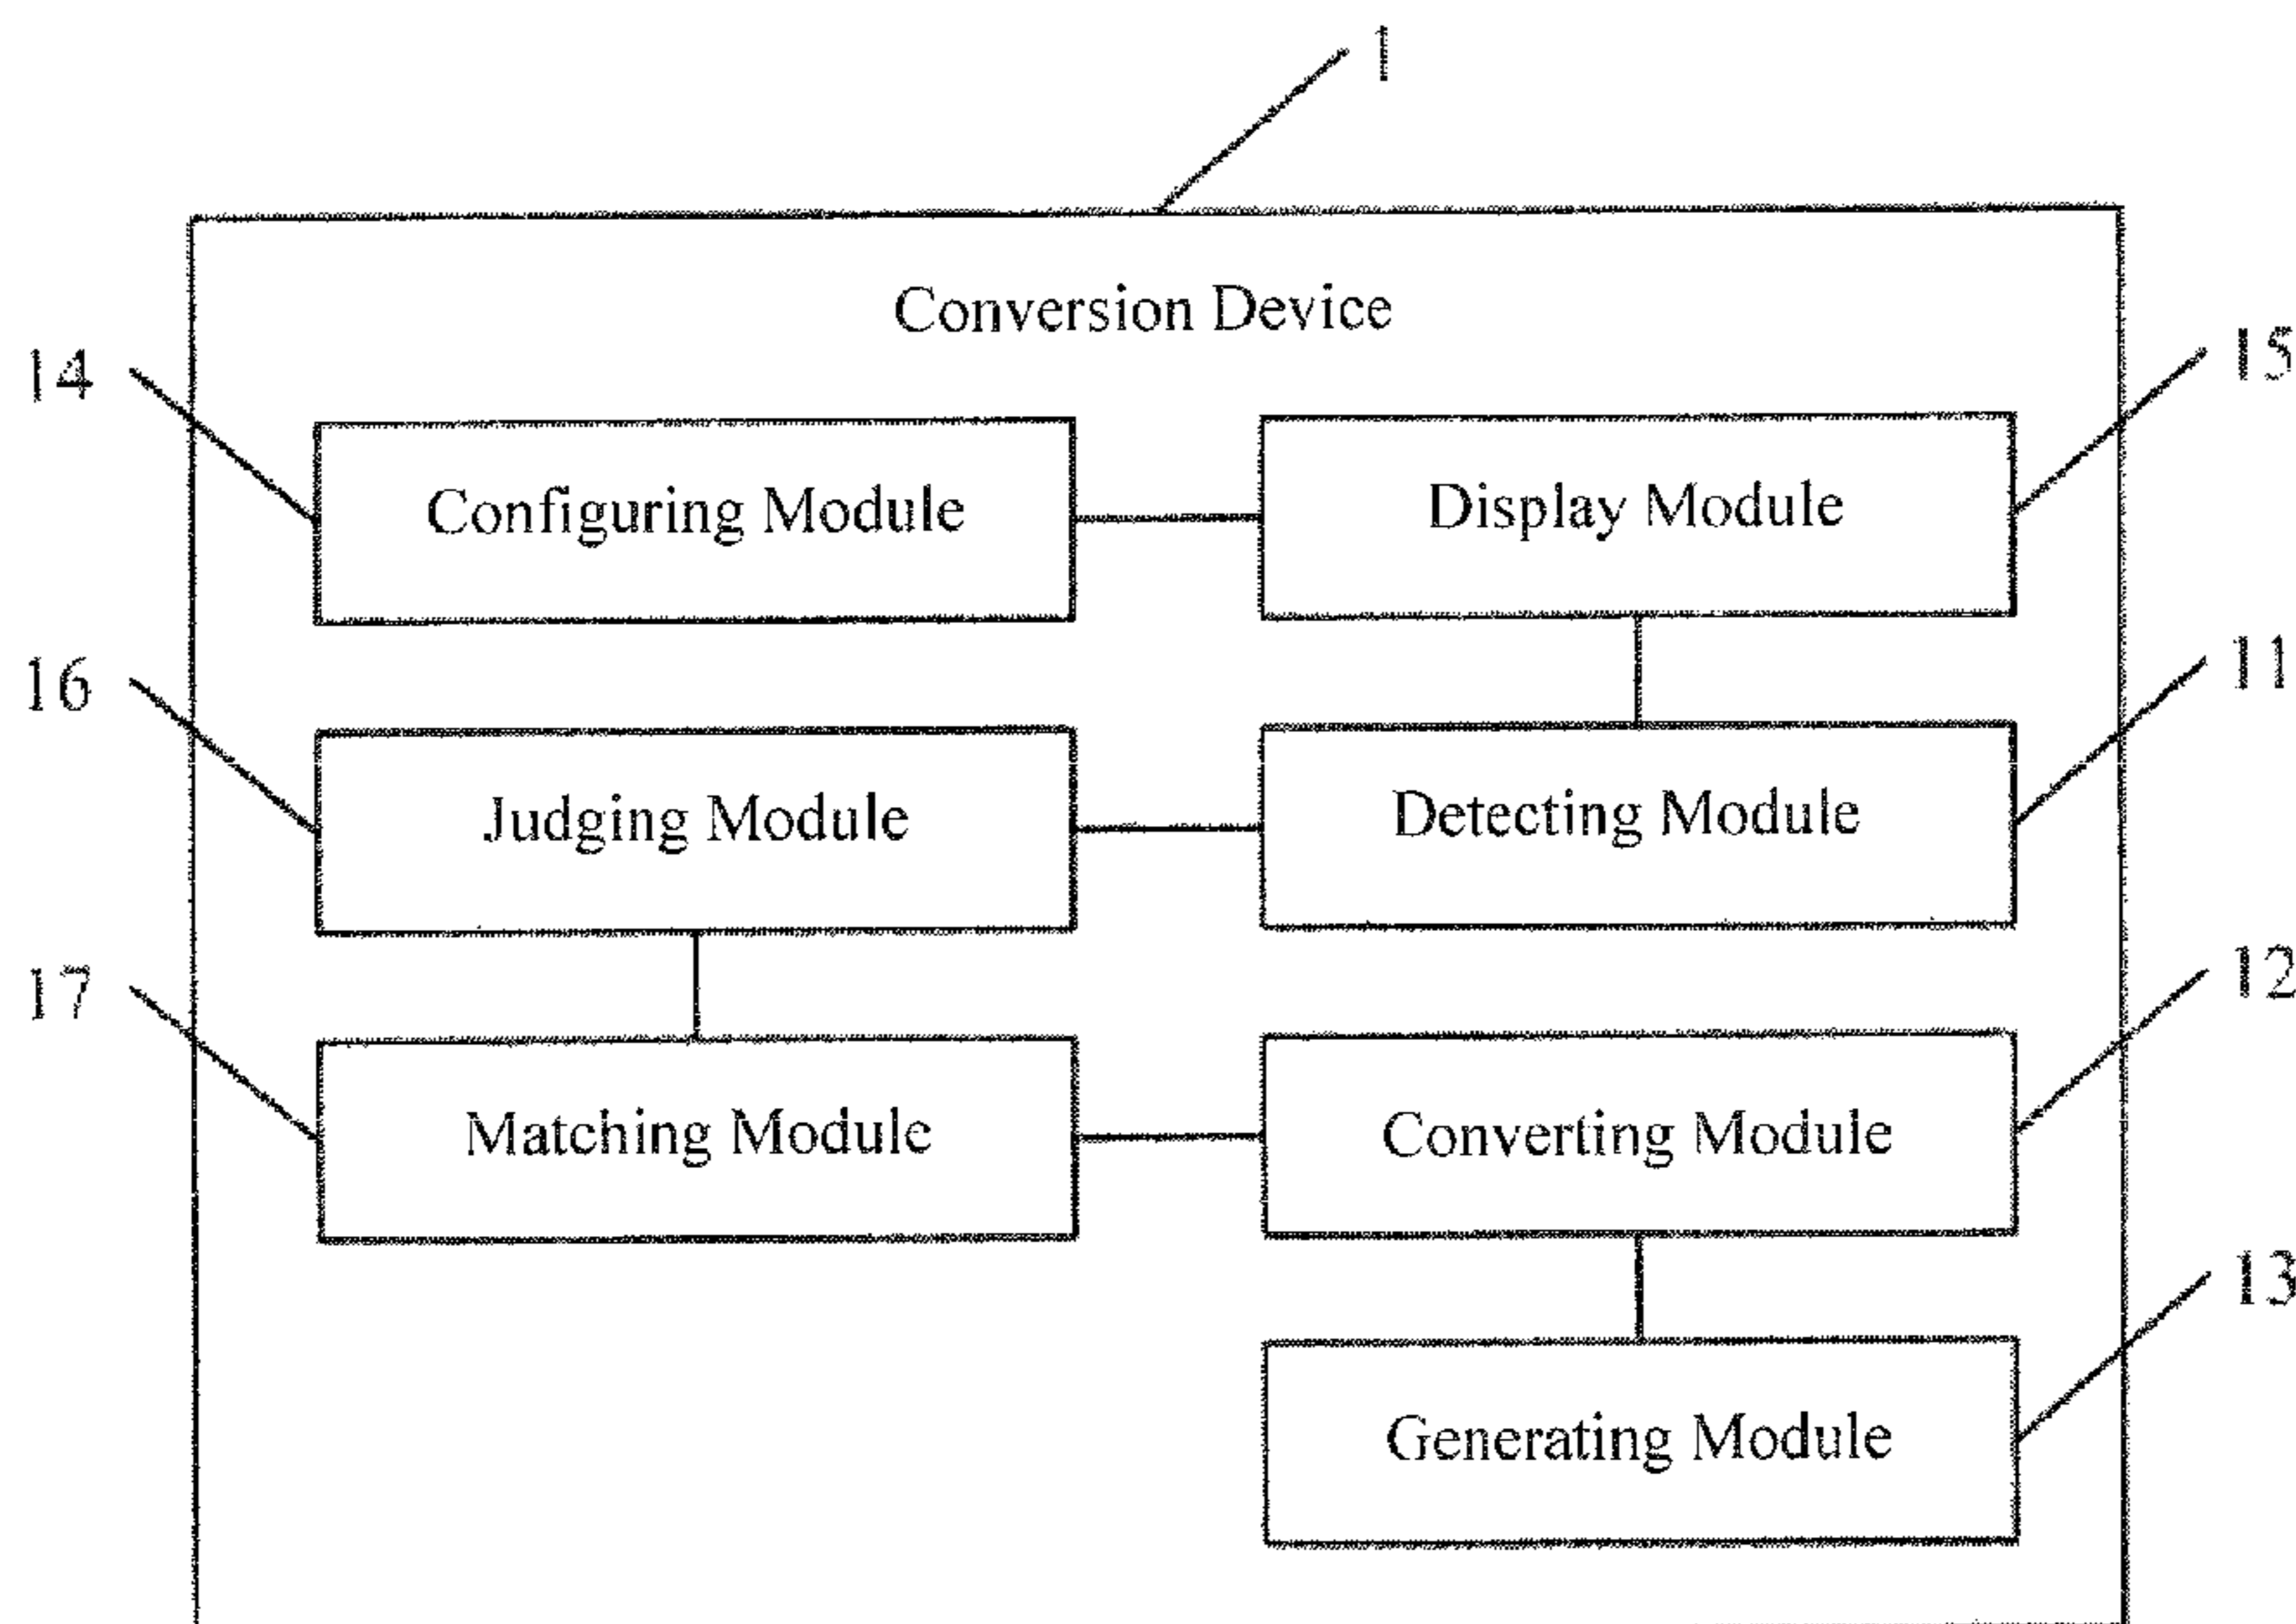 1
Conversion Device
14
15
Configuring Module
Display Module
16
11
Judging Module
Detecting Module
17
12
Matching Module
Converting Module
13
Generating Module